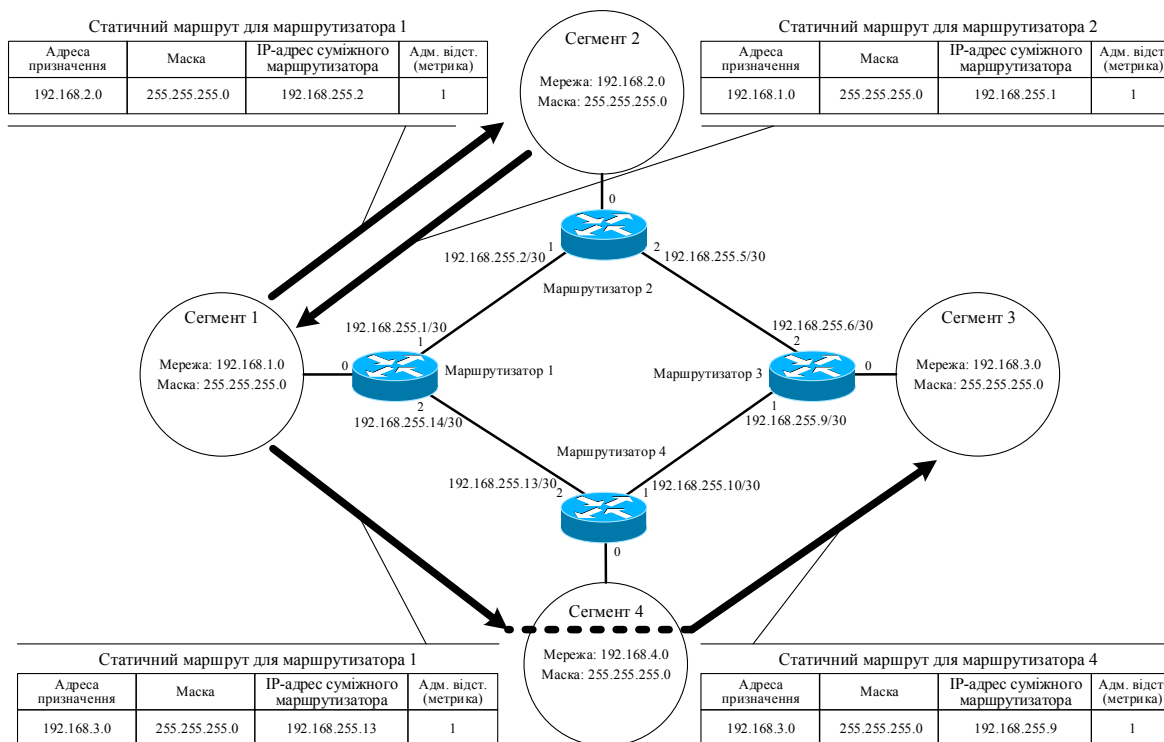 Статичний маршрут для маршрутизатора 1
Адреса призначення | Маска | IP-адрес суміжного маршрутизатора | Адм. відст. (метрика)
192.168.2.0 | 255.255.255.0 | 192.168.255.2 | 1
Статичний маршрут для маршрутизатора 2
Адреса призначення | Маска | IP-адрес суміжного маршрутизатора | Адм. відст. (метрика)
192.168.1.0 | 255.255.255.0 | 192.168.255.1 | 1
Сегмент 2
Мережа: 192.168.2.0
Маска: 255.255.255.0
0
1
2
192.168.255.2/30
192.168.255.5/30
Маршрутизатор 2
Сегмент 1
Мережа: 192.168.1.0
Маска: 255.255.255.0
192.168.255.1/30
1
0
Маршрутизатор 1
2
192.168.255.14/30
192.168.255.6/30
2
Маршрутизатор 3
0
1
192.168.255.9/30
Сегмент 3
Мережа: 192.168.3.0
Маска: 255.255.255.0
Маршрутизатор 4
192.168.255.13/30
2
1
192.168.255.10/30
0
Сегмент 4
Мережа: 192.168.4.0
Маска: 255.255.255.0
Статичний маршрут для маршрутизатора 1
Адреса призначення | Маска | IP-адрес суміжного маршрутизатора | Адм. відст. (метрика)
192.168.3.0 | 255.255.255.0 | 192.168.255.13 | 1
Статичний маршрут для маршрутизатора 4
Адреса призначення | Маска | IP-адрес суміжного маршрутизатора | Адм. відст. (метрика)
192.168.3.0 | 255.255.255.0 | 192.168.255.9 | 1